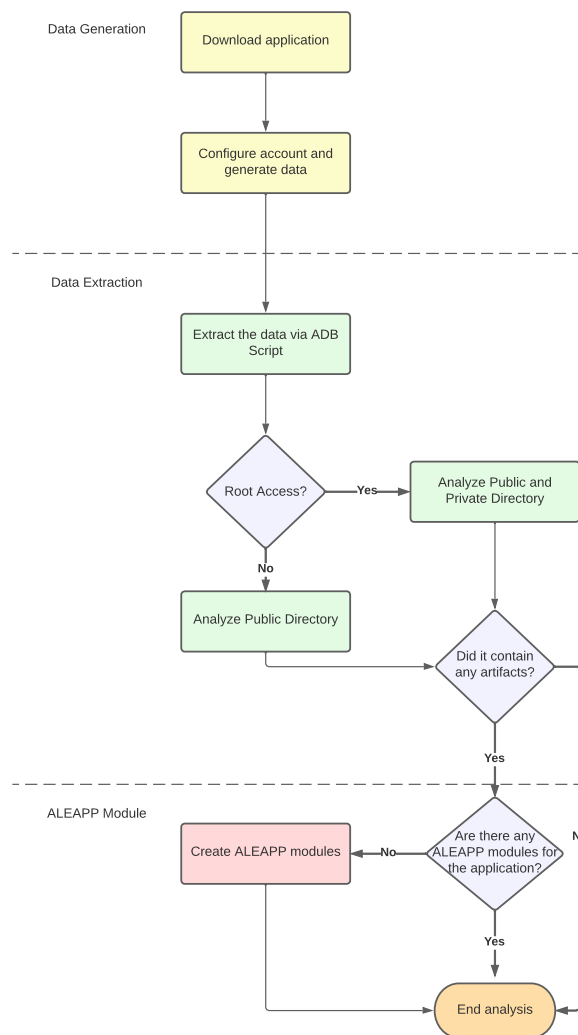 Data Generation
Download application
Configure account and
generate data
Data Extraction
Extract the data via ADB
Script
Root Access?
Yes
Analyze Public and
Private Directory
No
Analyze Public Directory
Did it contain
any artifacts?
Yes
ALEAPP Module
Create ALEAPP modules
No
Are there any
ALEAPP modules for
the application?
Yes
End analysis